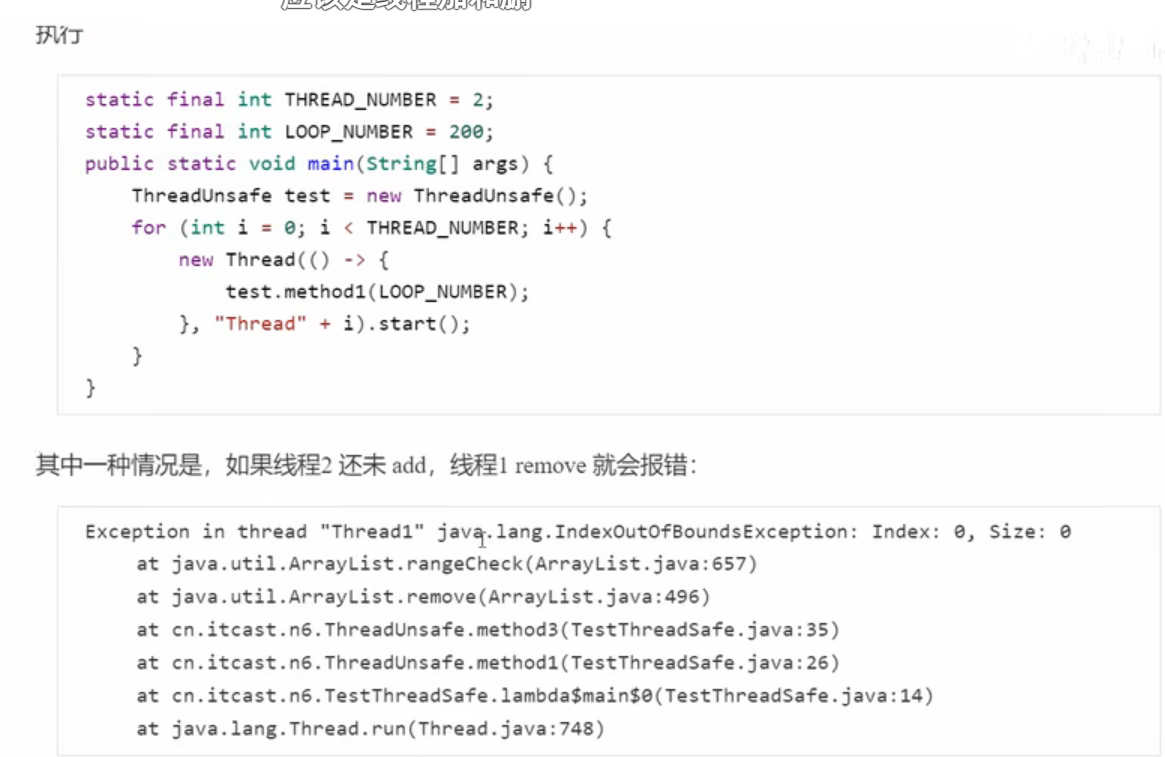 执行
static final int THREAD_NUMBER = 2;
static final int LOOP_NUMBER = 200;
public static void main(String[] args) {
    ThreadUnsafe test = new ThreadUnsafe();
    for (int i = 0; i < THREAD_NUMBER; i++) {
        new Thread(() -> {
            test.method1(LOOP_NUMBER);
        }, "Thread" + i).start();
    }
}
其中一种情况是，如果线程2 还未 add，线程1 remove 就会报错：
Exception in thread "Thread1" java.lang.IndexOutOfBoundsException: Index: 0, Size: 0
    at java.util.ArrayList.rangeCheck(ArrayList.java:657)
    at java.util.ArrayList.remove(ArrayList.java:496)
    at cn.itcast.n6.ThreadUnsafe.method3(TestThreadSafe.java:35)
    at cn.itcast.n6.ThreadUnsafe.method1(TestThreadSafe.java:26)
    at cn.itcast.n6.TestThreadSafe.lambda$main$0(TestThreadSafe.java:14)
    at java.lang.Thread.run(Thread.java:748)